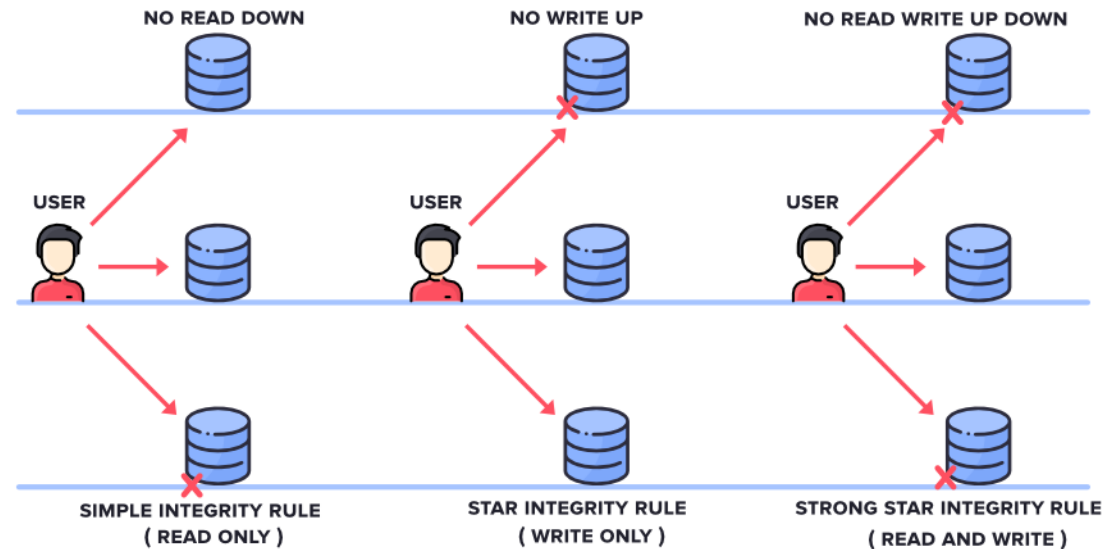 NO READ DOWN
NO WRITE UP
NO READ WRITE UP DOWN
USER
USER
USER
SIMPLE INTEGRITY RULE
( READ ONLY )
STAR INTEGRITY RULE
( WRITE ONLY )
STRONG STAR INTEGRITY RULE
( READ AND WRITE )